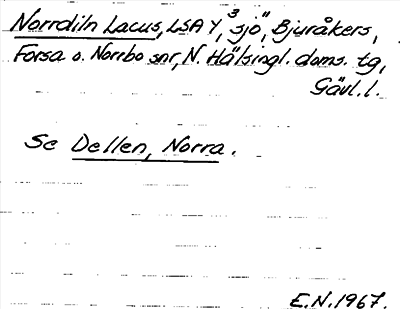 Norrdiln Lacus, LSA Y, ³sjö", Bjuråkers,
Forsa o. Norrbo snr, N. Hälsingl. doms. tg,
Gävl. l.
Se Dellen, Norra.
E.N. 1967.